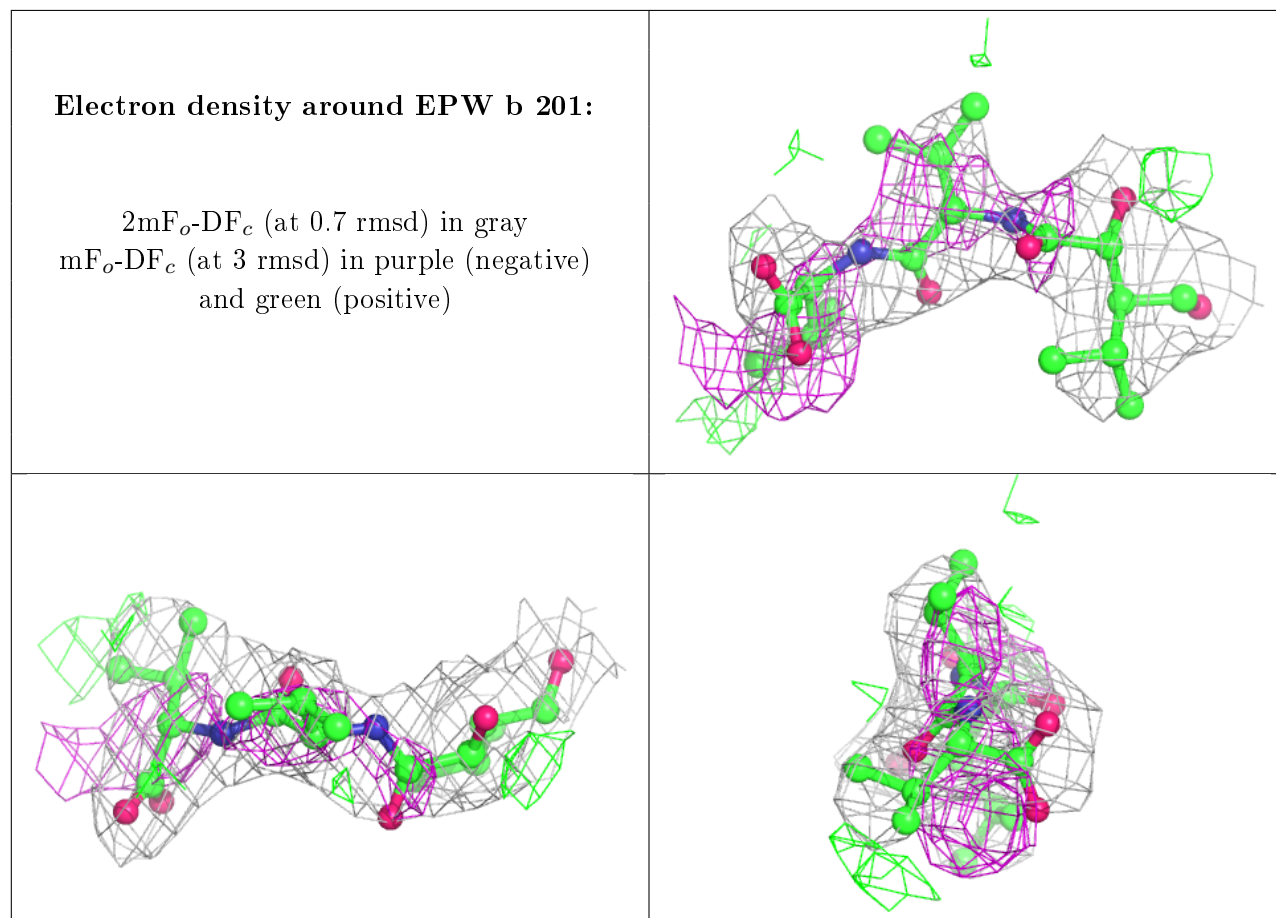 Electron density around EPW b 201:
2mFo-DFc (at 0.7 rmsd) in gray
mFo-DFc (at 3 rmsd) in purple (negative)
and green (positive)